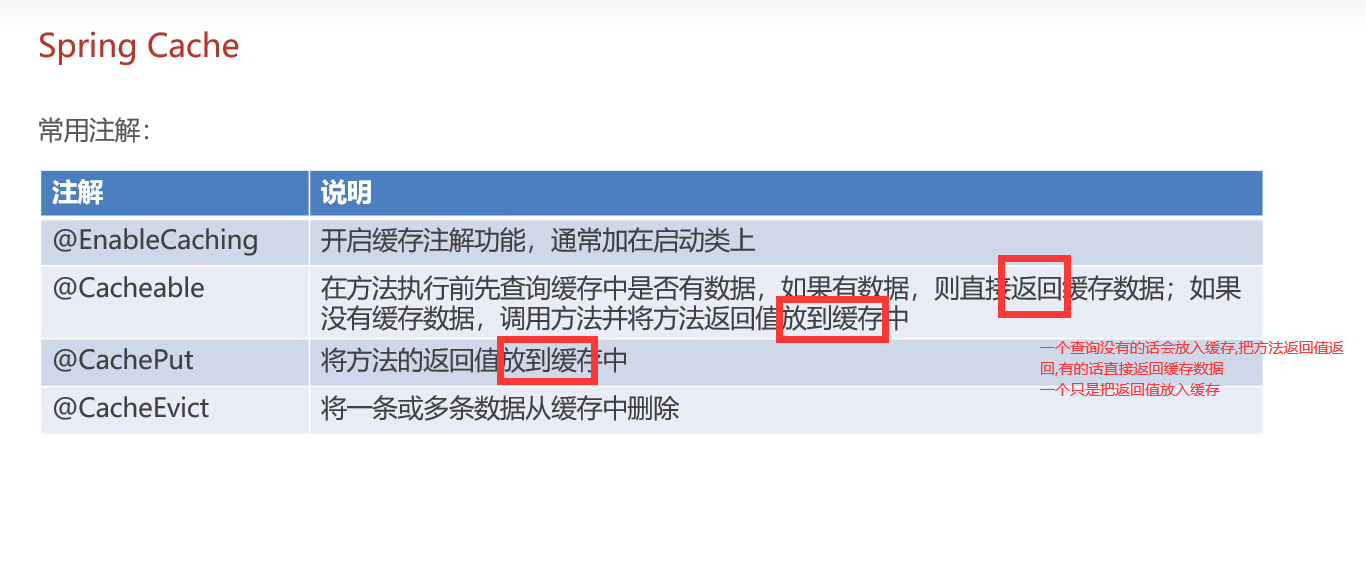 Spring Cache
常用注解：
注解 说明
@EnableCaching 开启缓存注解功能，通常加在启动类上
@Cacheable 在方法执行前先查询缓存中是否有数据，如果有数据，则直接返回缓存数据；如果
没有缓存数据，调用方法并将方法返回值放到缓存中
@CachePut 将方法的返回值放到缓存中
一个查询没有的话会放入缓存,把方法返回值返
回,有的话直接返回缓存数据
一个只是把返回值放入缓存
@CacheEvict 将一条或多条数据从缓存中删除